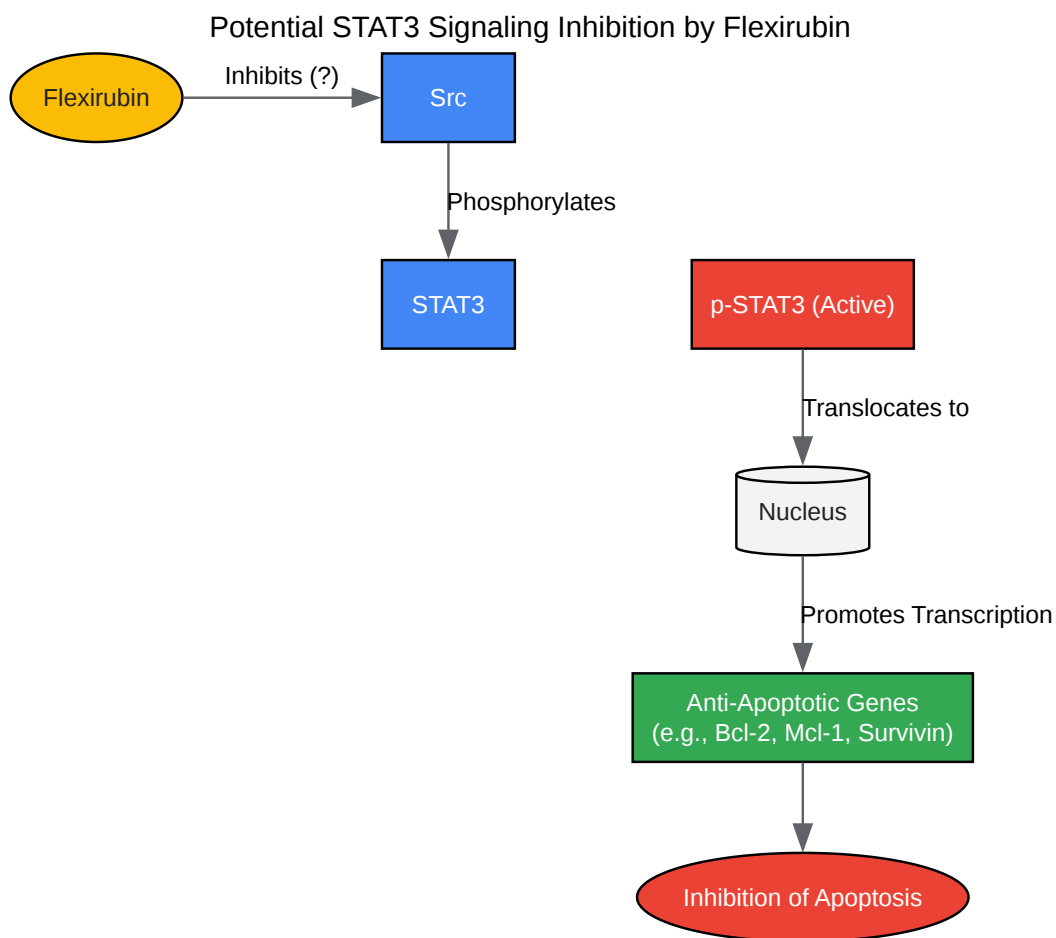 Potential STAT3 Signaling Inhibition by Flexirubin
Flexirubin
Inhibits (?)
Src
Phosphorylates
STAT3
p-STAT3 (Active)
Translocates to
Nucleus
Promotes Transcription
Anti-Apoptotic Genes
(e.g., Bcl-2, Mcl-1, Survivin)
Inhibition of Apoptosis